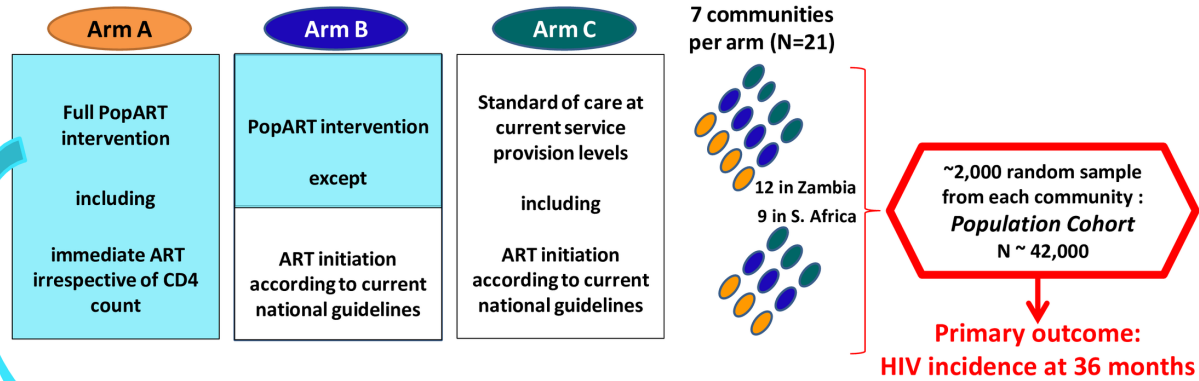 Arm A
Full PopART
intervention
including
immediate ART
irrespective of CD4
count
Arm B
PopART intervention
except
ART initiation
according to current
national guidelines
Arm C
Standard of care at
current service
provision levels
including
ART initiation
according to current
national guidelines
7 communities
per arm (N=21)
12 in Zambia
9 in S. Africa
~2,000 random sample
from each community :
Population Cohort
N ~ 42,000
Primary outcome:
HIV incidence at 36 months